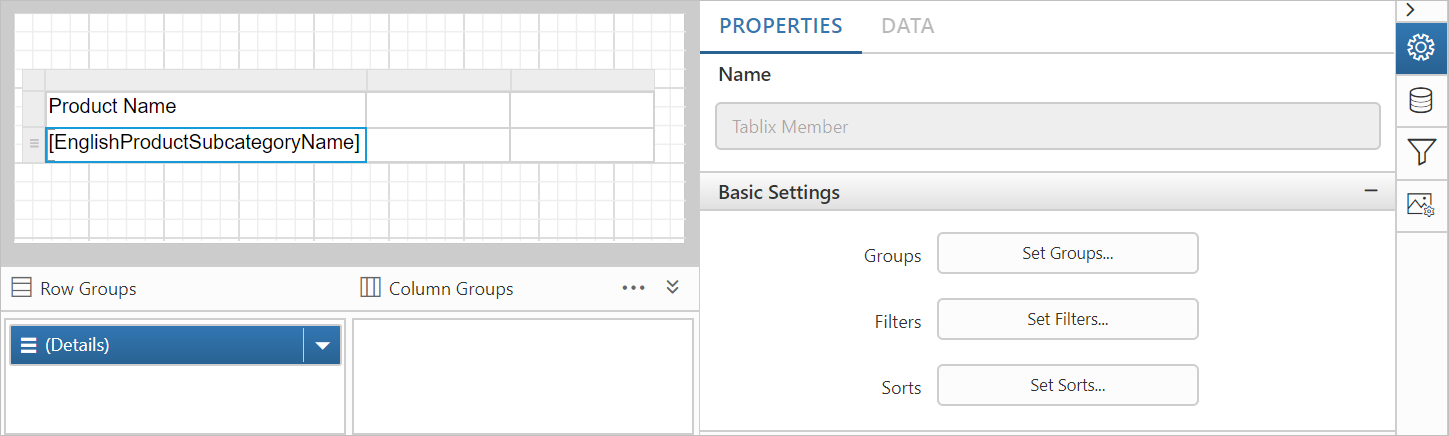 Product Name
[EnglishProductSubcategoryName]
Row Groups
Column Groups
(Details)
PROPERTIES DATA
Name
Tablix Member
Basic Settings
Groups Set Groups...
Filters Set Filters...
Sorts Set Sorts...